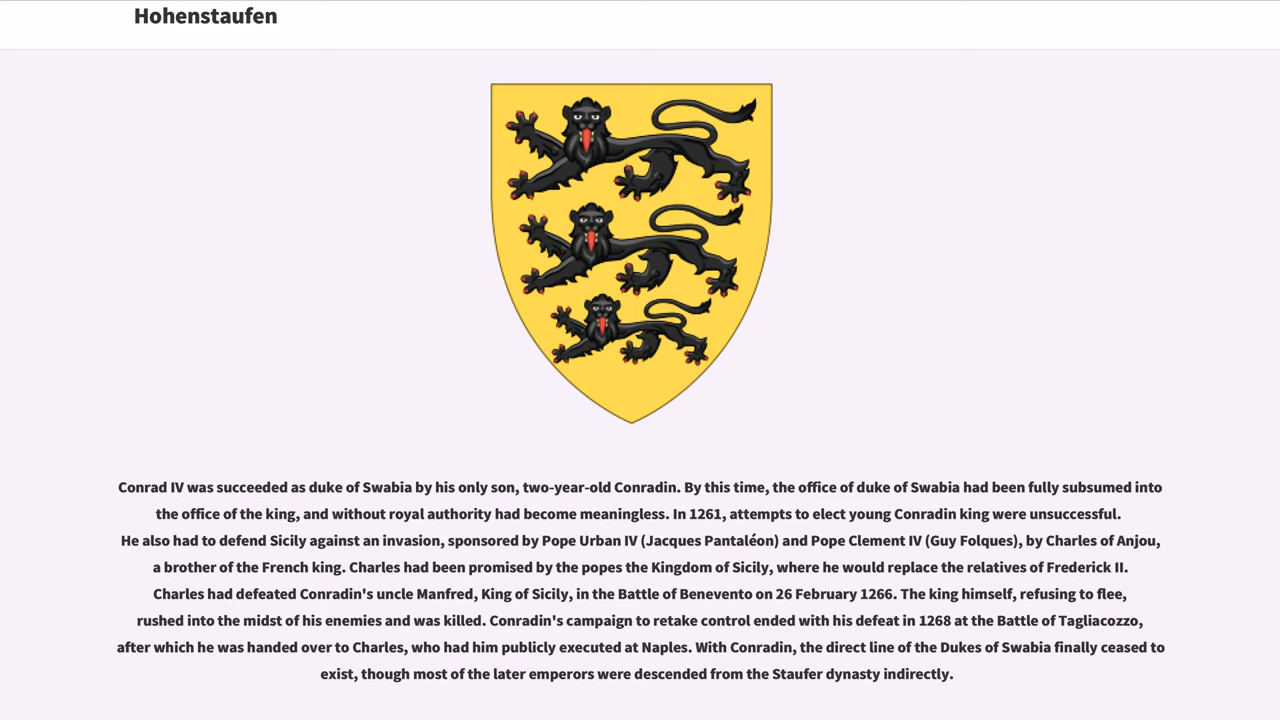 Hohenstaufen
Conrad IV was succeeded as duke of Swabia by his only son, two-year-old Conradin. By this time, the office of duke of Swabia had been fully subsumed into
the office of the king, and without royal authority had become meaningless. In 1261, attempts to elect young Conradin king were unsuccessful.
He also had to defend Sicily against an invasion, sponsored by Pope Urban IV (Jacques Pantaléon) and Pope Clement IV (Guy Folques), by Charles of Anjou,
a brother of the French king. Charles had been promised by the popes the Kingdom of Sicily, where he would replace the relatives of Frederick II.
Charles had defeated Conradin's uncle Manfred, King of Sicily, in the Battle of Benevento on 26 February 1266. The king himself, refusing to flee,
rushed into the midst of his enemies and was killed. Conradin's campaign to retake control ended with his defeat in 1268 at the Battle of Tagliacozzo,
after which he was handed over to Charles, who had him publicly executed at Naples. With Conradin, the direct line of the Dukes of Swabia finally ceased to
exist, though most of the later emperors were descended from the Staufer dynasty indirectly.